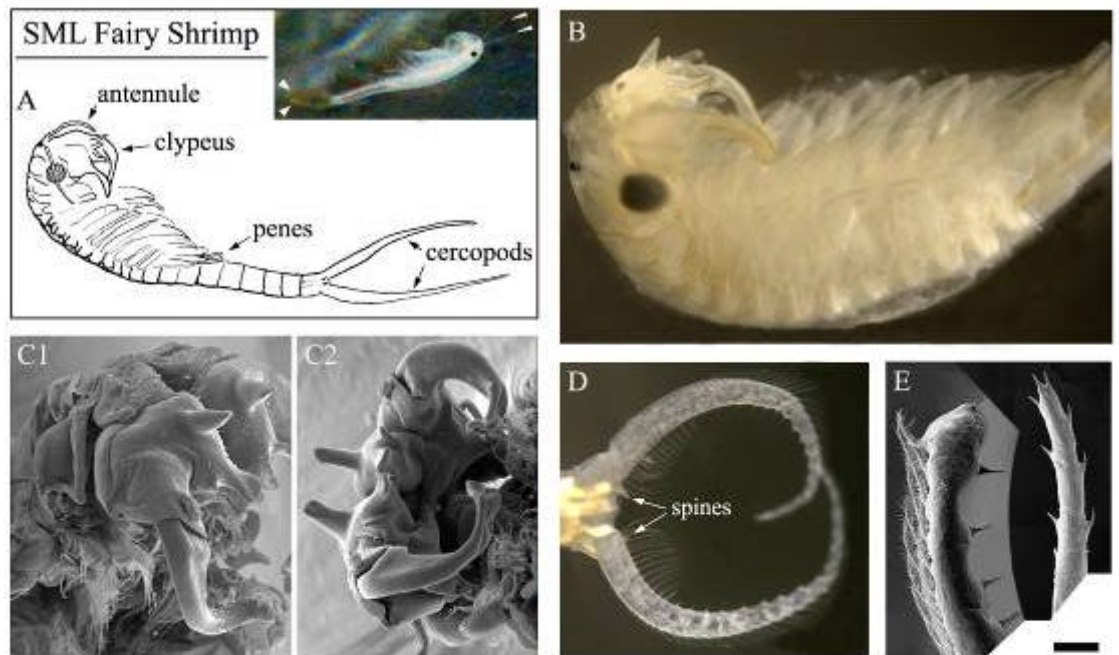 SML Fairy Shrimp
A
antennule
clypeus
penes
cercopods
B
C1
C2
D
spines
E